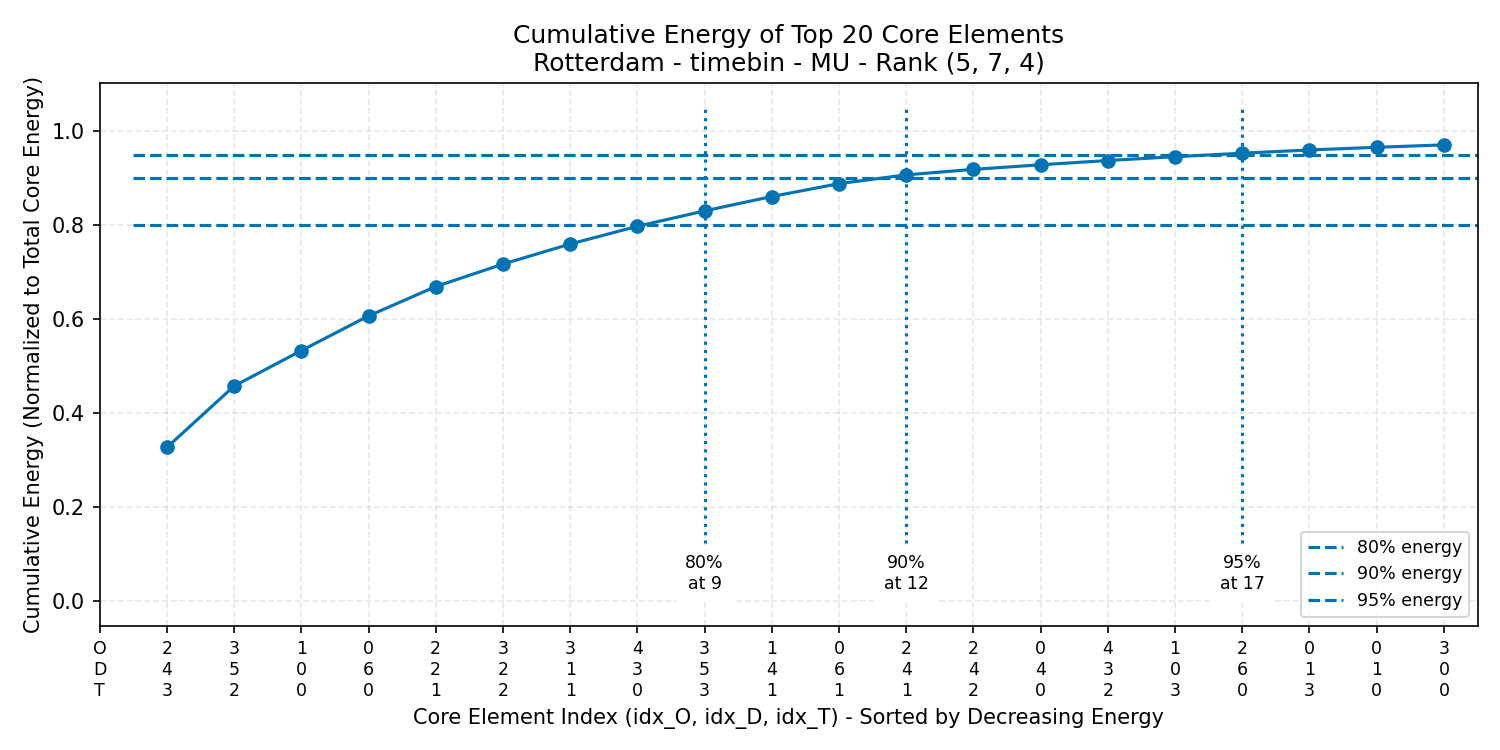 Cumulative Energy of Top 20 Core Elements
Rotterdam - timebin - MU - Rank (5, 7, 4)
Cumulative Energy (Normalized to Total Core Energy)
1.0
0.8
0.6
0.4
0.2
0.0
80%
at 9
90%
at 12
95%
at 17
80% energy
90% energy
95% energy
O 2 3 1 0 2 3 3 4 3 1 0 2 2 0 4 1 2 0 0 3
D 4 5 0 6 2 2 1 3 5 4 6 4 4 4 3 0 6 1 1 0
T 3 2 0 0 1 2 1 0 3 1 1 1 2 0 2 3 0 3 0 0
Core Element Index (idx_O, idx_D, idx_T) - Sorted by Decreasing Energy